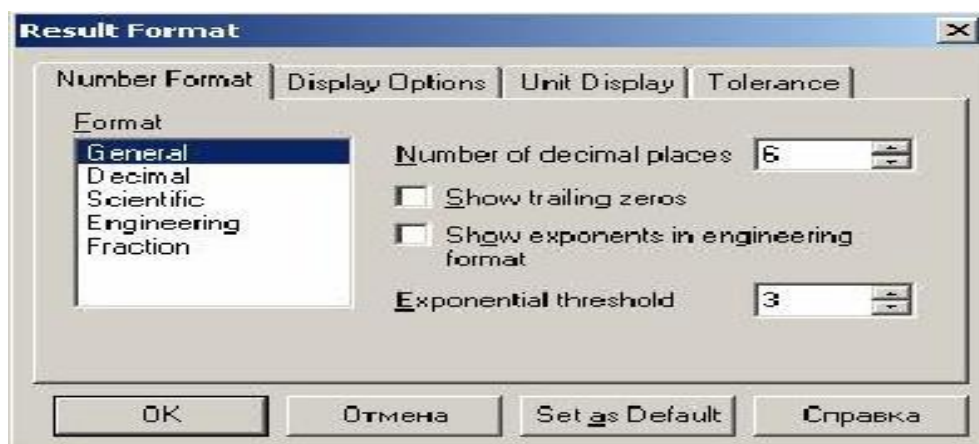 Result Format
Number Format Display Options Unit Display Tolerance
Format
General
Decimal
Scientific
Engineering
Fraction
Number of decimal places 6
Show trailing zeros
Show exponents in engineering
format
Exponential threshold 3
OK Отмена Set as Default Справка